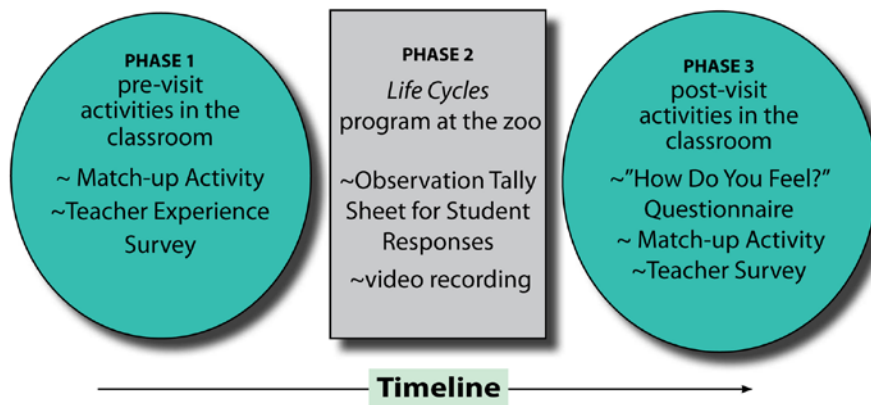 PHASE 1
pre-visit
activities in the
classroom
~ Match-up Activity
~Teacher Experience
Survey
PHASE 2
Life Cycles
program at the zoo
~Observation Tally
Sheet for Student
Responses
~video recording
PHASE 3
post-visit
activities in the
classroom
~"How Do You Feel?"
Questionnaire
~ Match-up Activity
~Teacher Survey
Timeline